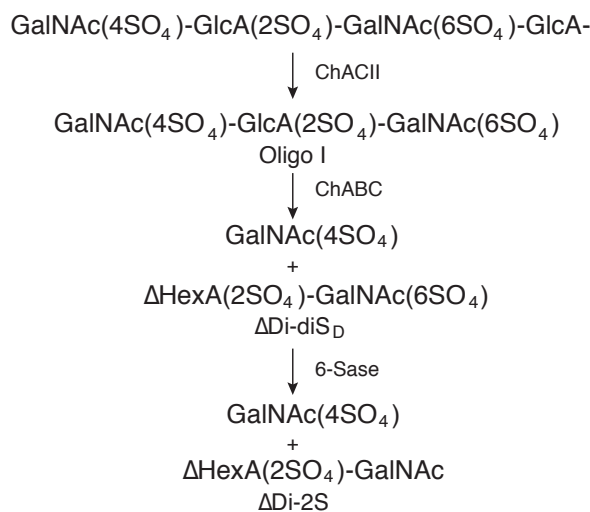 GalNAc(4SO₄)-GlcA(2SO₄)-GalNAc(6SO₄)-GlcA-
ChACII
GalNAc(4SO₄)-GlcA(2SO₄)-GalNAc(6SO₄)
Oligo I
ChABC
GalNAc(4SO₄)
+
ΔHexA(2SO₄)-GalNAc(6SO₄)
ΔDi-diS_D
6-Sase
GalNAc(4SO₄)
+
ΔHexA(2SO₄)-GalNAc
ΔDi-2S